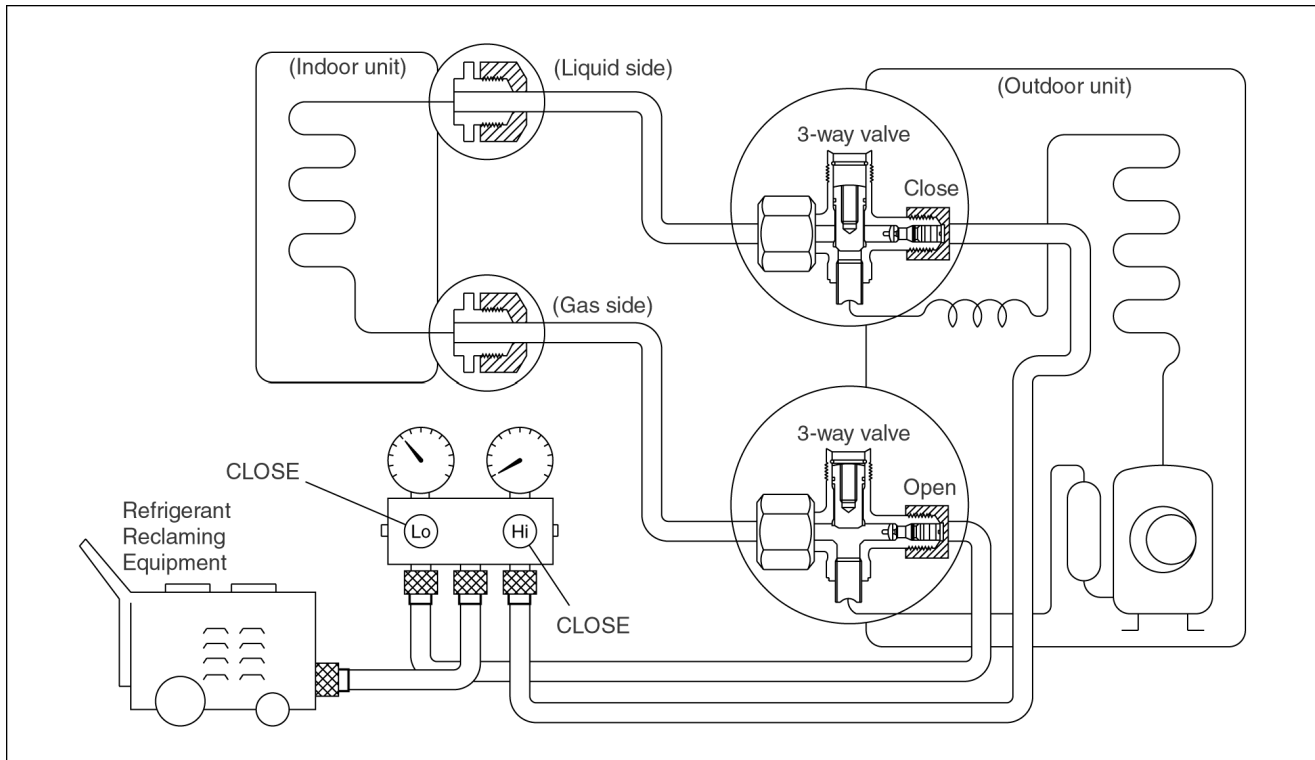 (Indoor unit)
(Liquid side)
(Outdoor unit)
3-way valve
Close
(Gas side)
3-way valve
Open
CLOSE
Refrigerant
Reclaming
Equipment
Lo
Hi
CLOSE